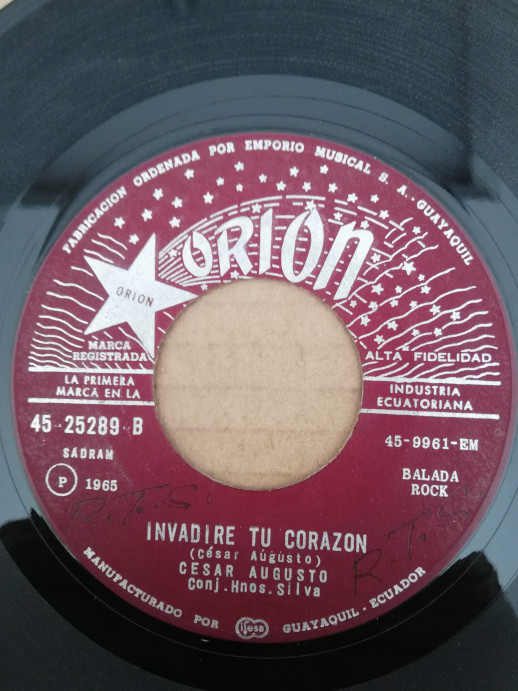 FABRICACION ORDENADA POR EMPORIO MUSICAL S. A. - GUAYAQUIL
ORION
ORION
MARCA
REGISTRADA
ALTA FIDELIDAD
LA PRIMERA
MARCA EN LA
INDUSTRIA
ECUATORIANA
45-25289-B
45-9961-EM
SADRAM
BALADA
ROCK
P 1965
R.T.S.
INVADIRE TU CORAZON
(César Aúgústo)
CESAR AUGUSTO
Conj.Hnos.Silva
R.T.S.
MANUFACTURADO POR ifesa GUAYAQUIL - ECUADOR